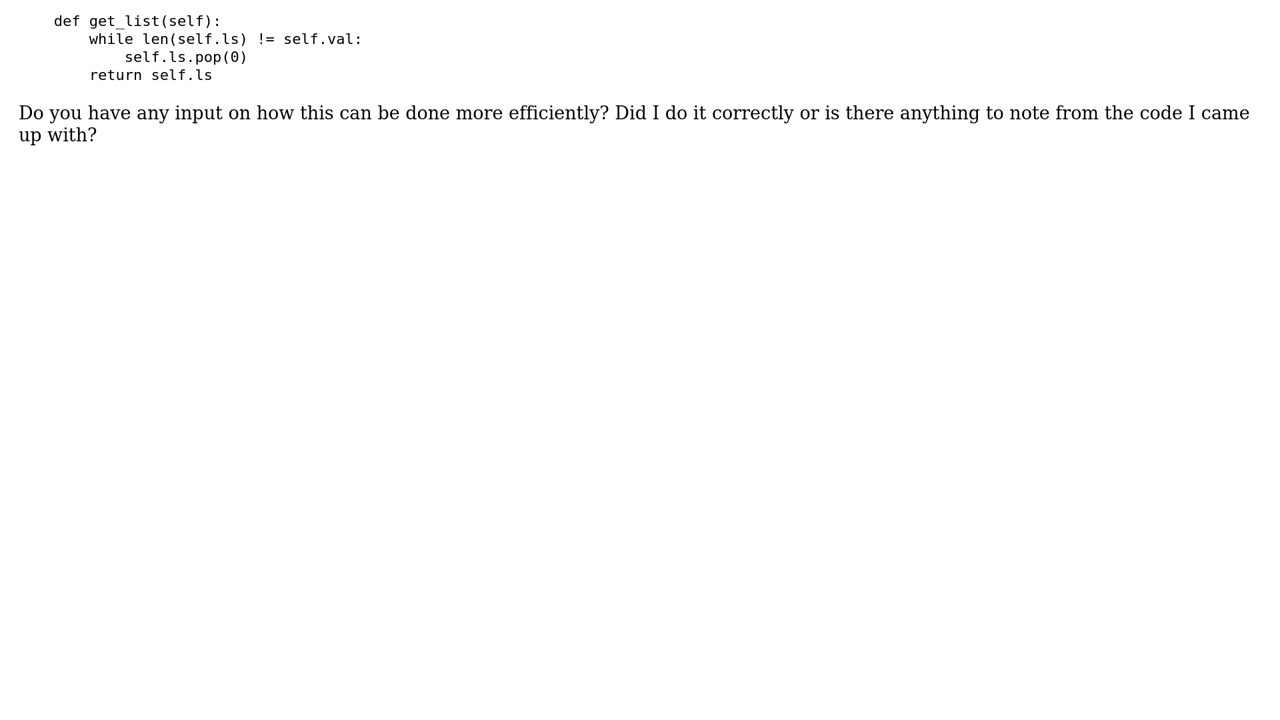 def get_list(self):
        while len(self.ls) != self.val:
            self.ls.pop(0)
        return self.ls
Do you have any input on how this can be done more efficiently? Did I do it correctly or is there anything to note from the code I came
up with?